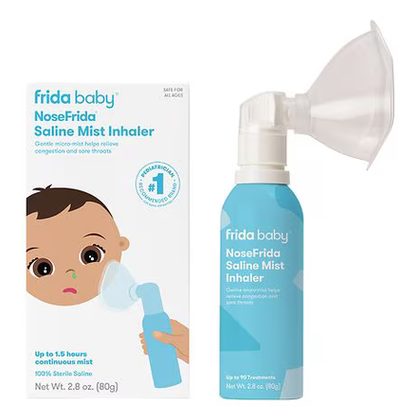 frida baby®
SAFE FOR
ALL AGES
NoseFrida®
Saline Mist Inhaler
Gentle micro-mist helps relieve
congestion and sore throats
PEDIATRICIAN
#1
RECOMMENDED BRAND
Up to 1.5 hours
continuous mist
100% Sterile Saline
Net Wt. 2.8 oz. (80g)
frida baby®
NoseFrida
Saline Mist
Inhaler
Gentle micro-mist helps
relieve congestion and
sore throats
Up to 90 Treatments
Net Wt. 2.8 oz. (80g)